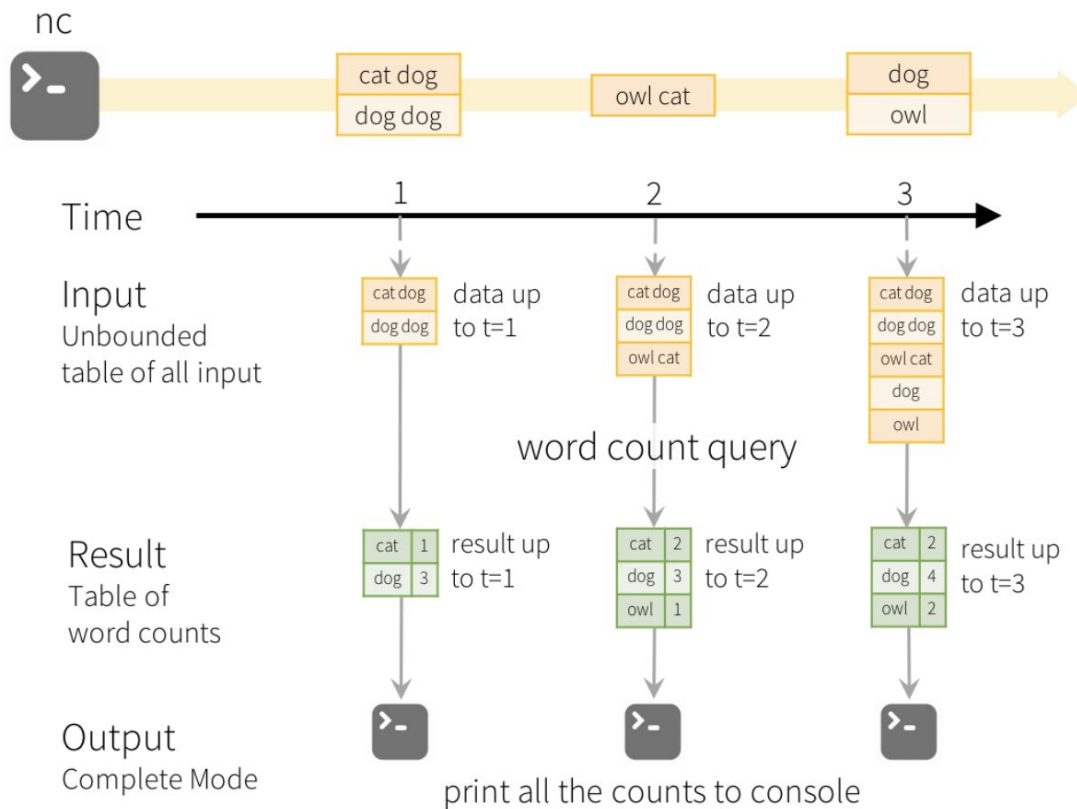 nc
cat dog
dog dog
owl cat
dog
owl
Time
1
2
3
Input
Unbounded
table of all input
cat dog
dog dog
data up
to t=1
cat dog
dog dog
owl cat
data up
to t=2
cat dog
dog dog
owl cat
dog
owl
data up
to t=3
word count query
Result
Table of
word counts
cat 1
dog 3
result up
to t=1
cat 2
dog 3
owl 1
result up
to t=2
cat 2
dog 4
owl 2
result up
to t=3
Output
Complete Mode
print all the counts to console